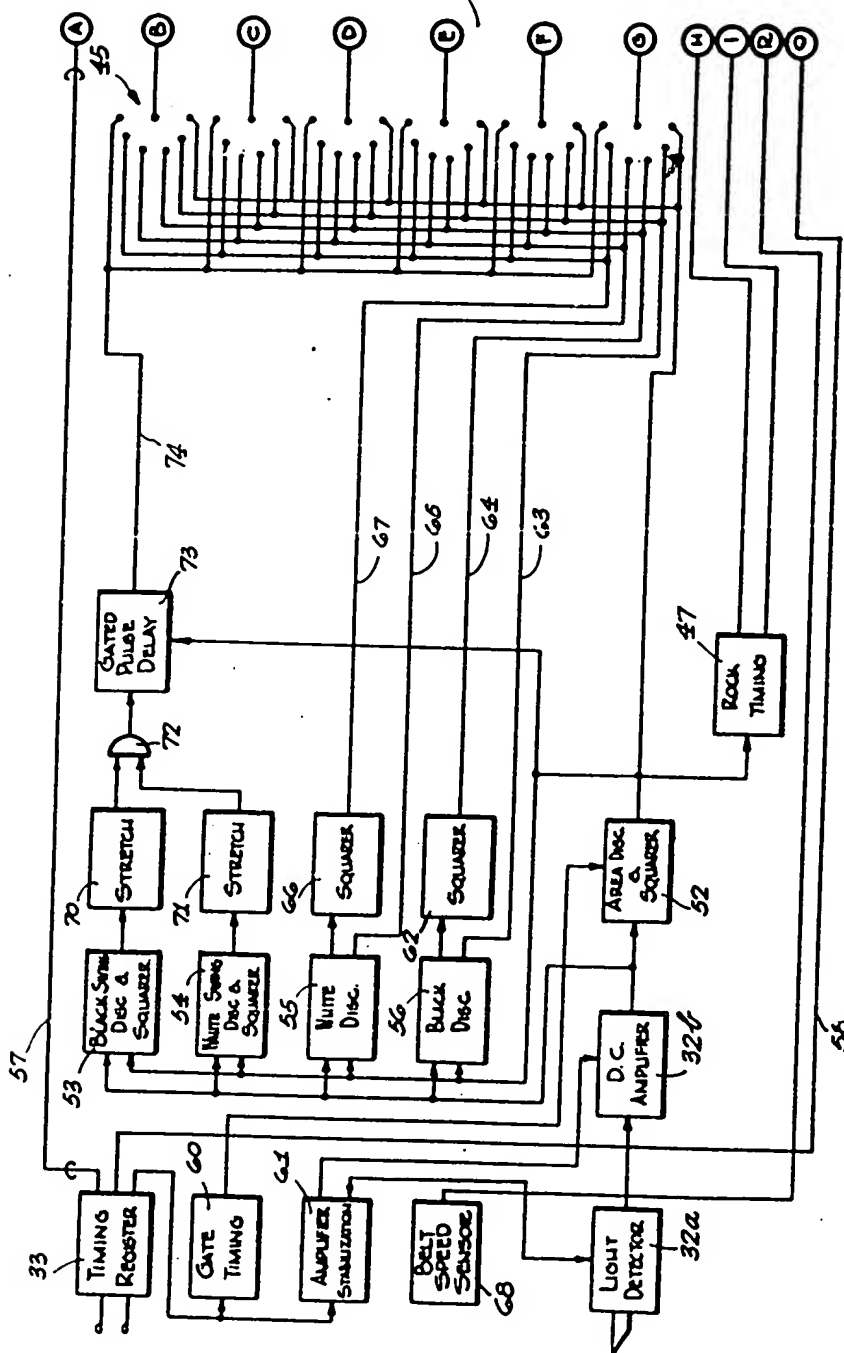 A
B
C
D
E
F
G
H
I
R
O
45
57
74
GATED
PULSE
DELAY
73
72
STRETCH
70
STRETCH
71
SQUARER
66
SQUARER
62
67
65
64
63
BLACK SWING
DISC &
SQUARER
53
WHITE SWING
DISC &
SQUARER
54
WHITE
DISC.
55
BLACK
DISC
56
AREA DISC
&
SQUARER
52
ROCK
TIMING
47
TIMING
REGISTER
33
GATE
TIMING
60
AMPLIFIER
STABILIZATION
61
BELT
SPEED
SENSOR
68
D.C.
AMPLIFIER
32b
LIGHT
DETECTOR
32a